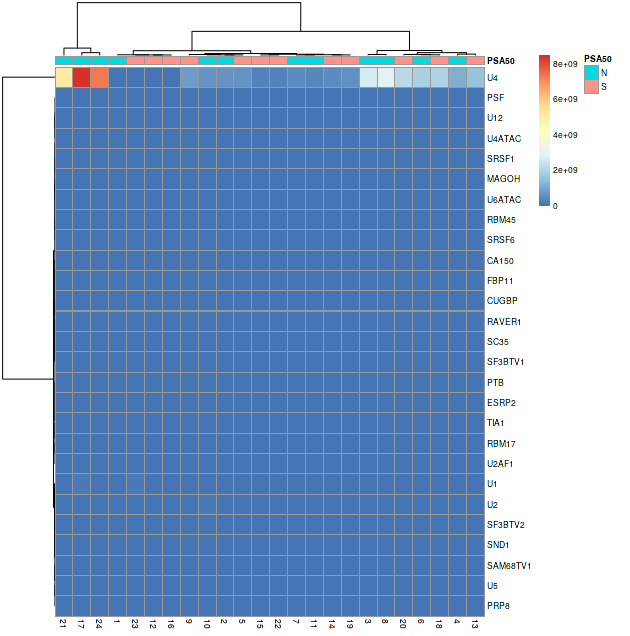 PSA50
U4
PSF
U12
U4ATAC
SRSF1
MAGOH
U6ATAC
RBM45
SRSF6
CA150
FBP11
CUGBP
RAVER1
SC35
SF3BTV1
PTB
ESRP2
TIA1
RBM17
U2AF1
U1
U2
SF3BTV2
SND1
SAM68TV1
U5
PRP8
21 17 24 1 23 12 16 9 10 2 5 15 22 7 11 14 19 3 8 20 6 18 4 13
8e+09
6e+09
4e+09
2e+09
0
PSA50
N
S